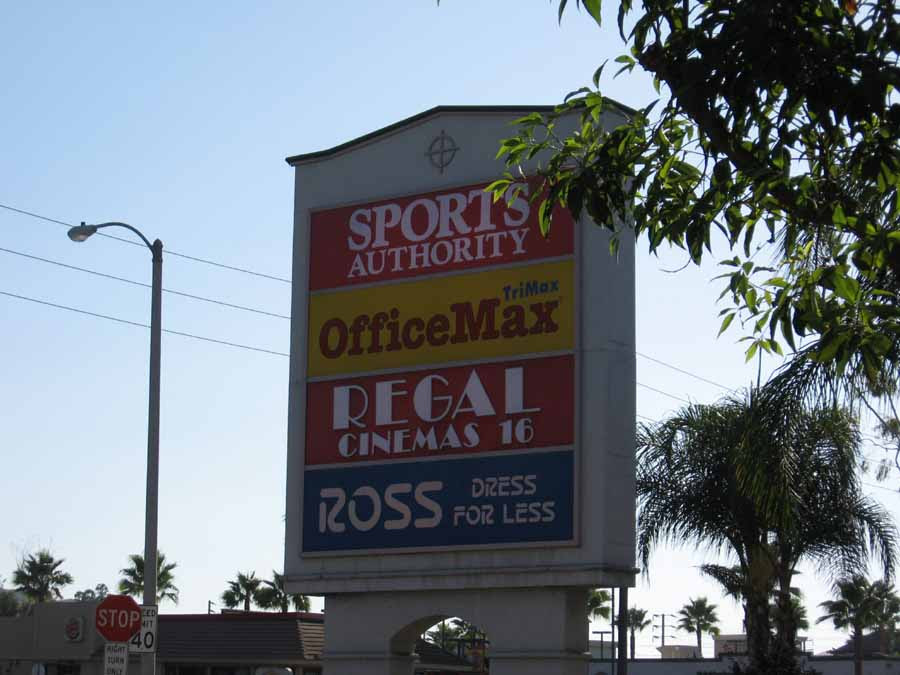 SPORTS
AUTHORITY
TriMax
OfficeMax
REGAL
CINEMAS 16
ROSS DRESS
FOR LESS
STOP
40
RIGHT
TURN
ONLY